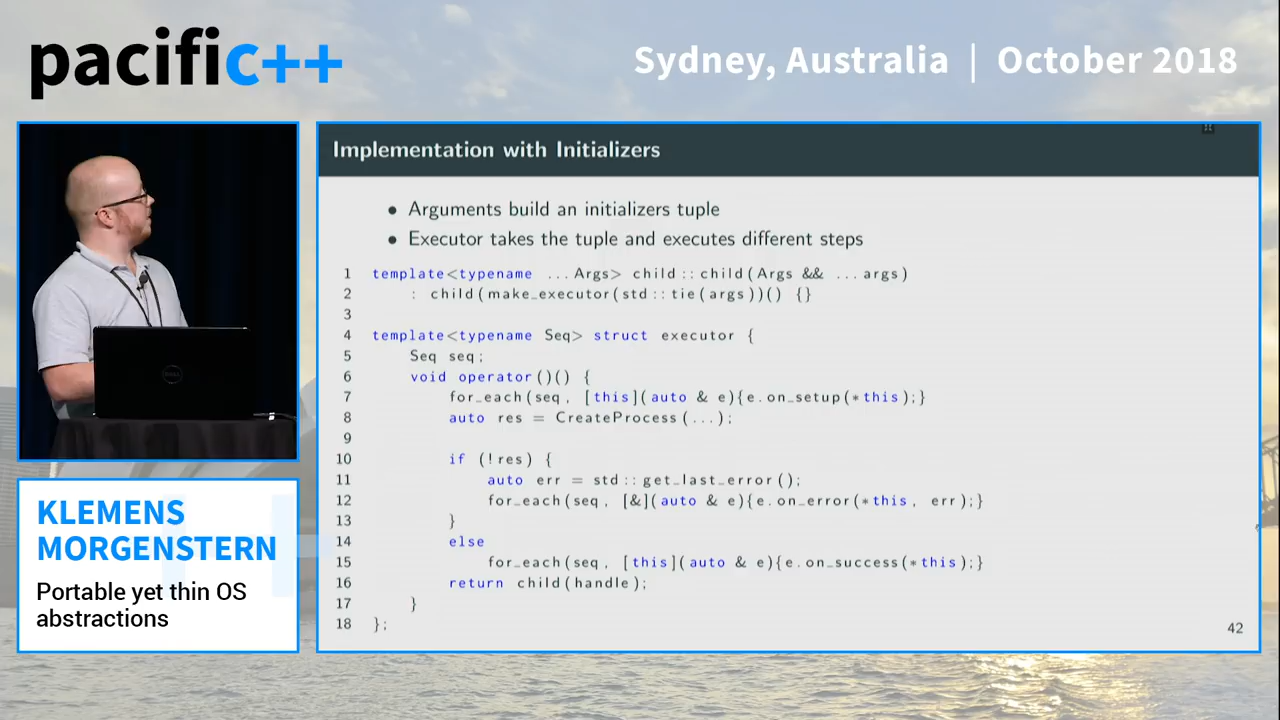 pacific++
Sydney, Australia | October 2018
Implementation with Initializers
• Arguments build an initializers tuple
• Executor takes the tuple and executes different steps
1 template<typename ...Args> child::child(Args && ...args)
2 : child(make_executor(std::tie(args))() {}
3
4 template<typename Seq> struct executor {
5 Seq seq;
6 void operator()() {
7 for_each(seq, [this](auto & e){e.on_setup(*this);}
8 auto res = CreateProcess(...);
9
10 if (!res) {
11 auto err = std::get_last_error();
12 for_each(seq, [&](auto & e){e.on_error(*this, err);}
13 }
14 else
15 for_each(seq, [this](auto & e){e.on_success(*this);}
16 return child(handle);
17 }
18 };
42
DELL
KLEMENS
MORGENSTERN
Portable yet thin OS
abstractions